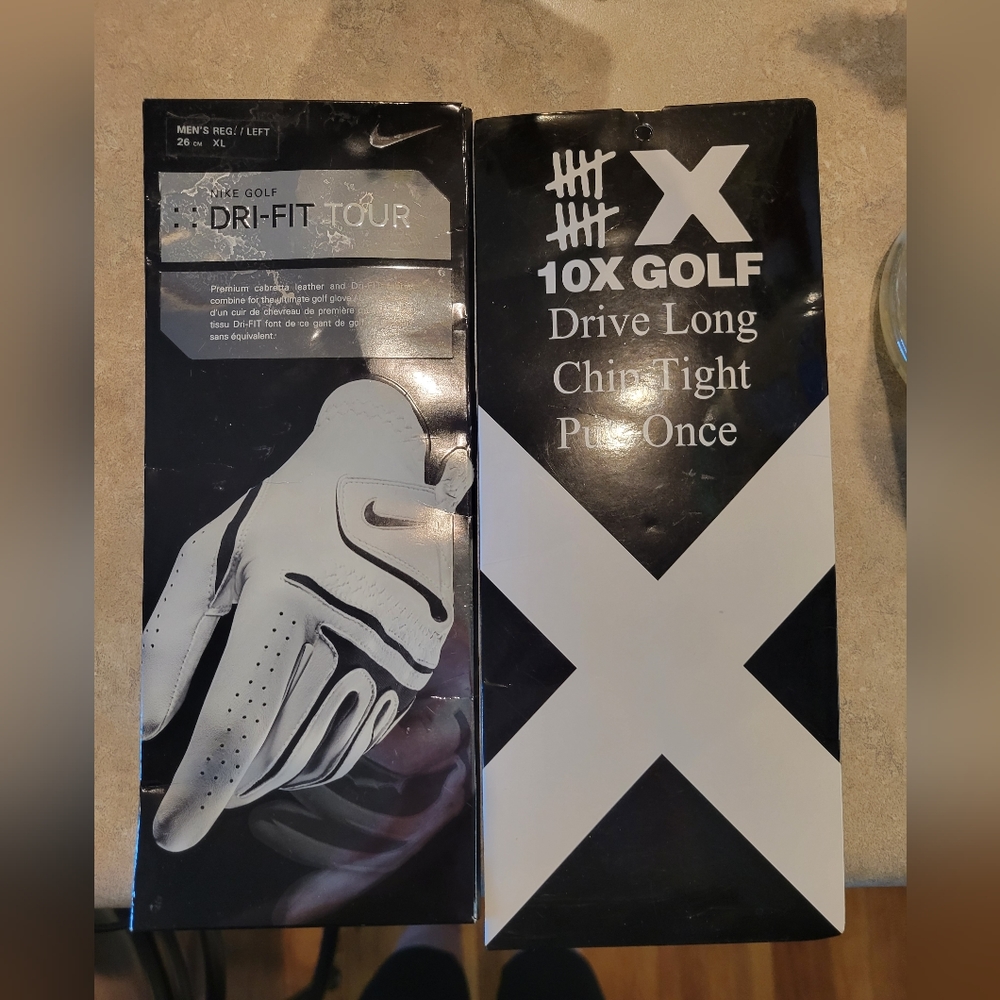 MEN'S REG. / LEFT
26 CM XL
NIKE GOLF
DRI-FIT TOUR
Premium cabretta leather and Dri-FIT
combine for the ultimate golf glove
d'un cuir de chevreau de première
tissu Dri-FIT font de ce gant de
sans équivalent.
X
10X GOLF
Drive Long
Chip Tight
Once